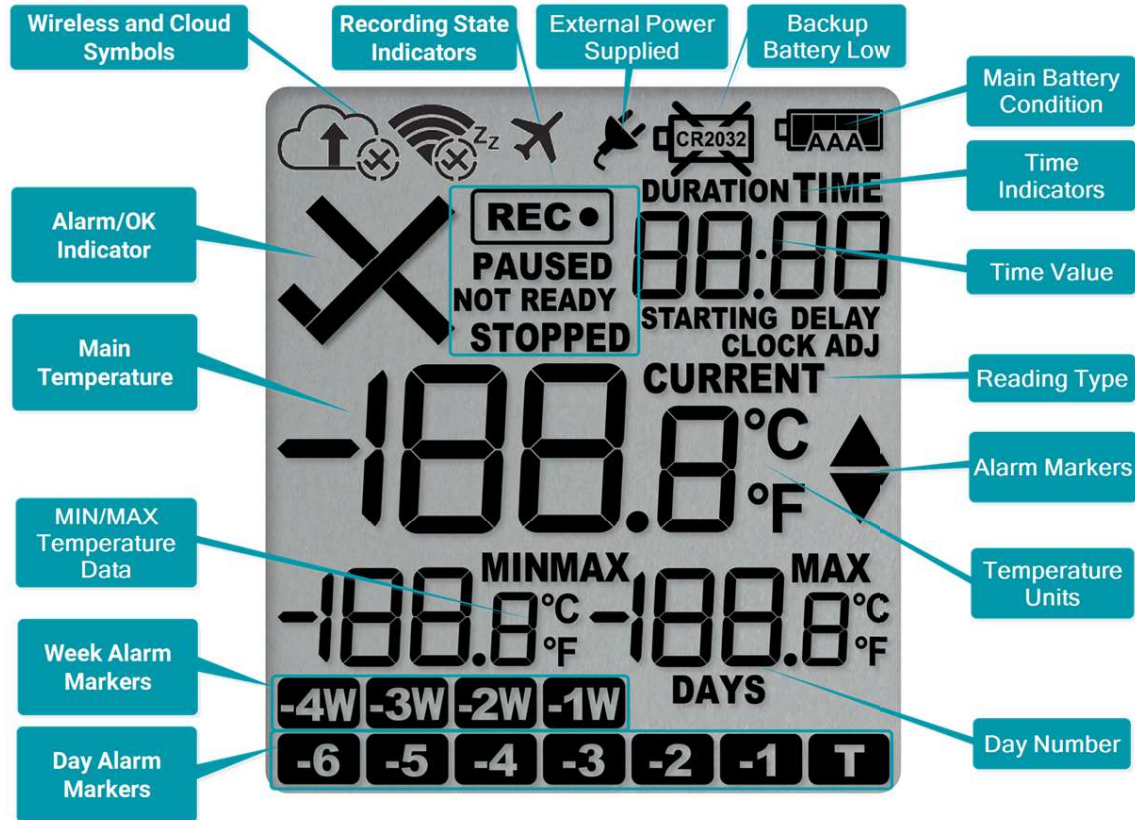 Wireless and Cloud
Symbols
Recording State
Indicators
External Power
Supplied
Backup
Battery Low
Main Battery
Condition
Zz
CR2032
AAA
Time
Indicators
DURATION TIME
Alarm/OK
Indicator
REC
PAUSED
NOT READY
STOPPED
88:88
Time Value
STARTING DELAY
CLOCK ADJ
Main
Temperature
CURRENT
Reading Type
-188.8
°C
°F
Alarm Markers
MIN/MAX
Temperature
Data
MINMAX
MAX
Temperature
Units
-188.8
°C
°F
-188.8
°C
°F
Week Alarm
Markers
-4W -3W -2W -1W
DAYS
Day Number
Day Alarm
Markers
-6 -5 -4 -3 -2 -1 T